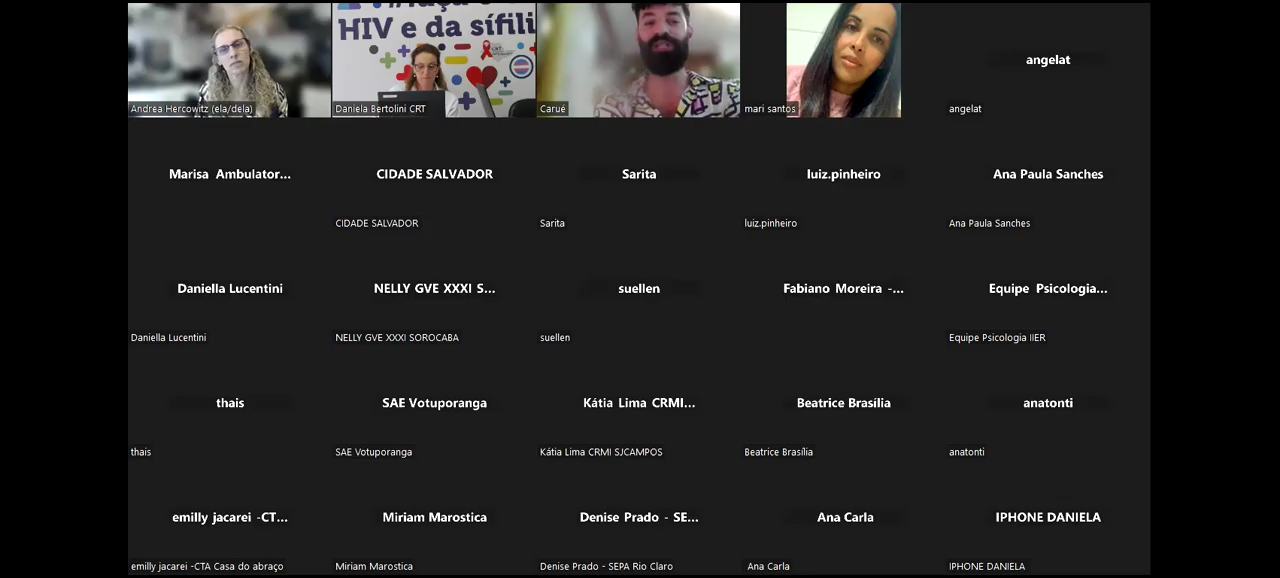 HIV e da sífili
CRT
Andrea Hercowitz (ela/dela)
Daniela Bertolini CRT
Carué
mari santos
angelat
angelat
Marisa Ambulator...
CIDADE SALVADOR
Sarita
luiz.pinheiro
Ana Paula Sanches
CIDADE SALVADOR
Sarita
luiz.pinheiro
Ana Paula Sanches
Daniella Lucentini
NELLY GVE XXXI S...
suellen
Fabiano Moreira -...
Equipe Psicologia...
Daniella Lucentini
NELLY GVE XXXI SOROCABA
suellen
Equipe Psicologia IIER
thais
SAE Votuporanga
Kátia Lima CRMI...
Beatrice Brasília
anatonti
thais
SAE Votuporanga
Kátia Lima CRMI SJCAMPOS
Beatrice Brasília
anatonti
emilly jacarei -CT...
Miriam Marostica
Denise Prado - SE...
Ana Carla
IPHONE DANIELA
emilly jacarei -CTA Casa do abraço
Miriam Marostica
Denise Prado - SEPA Rio Claro
Ana Carla
IPHONE DANIELA